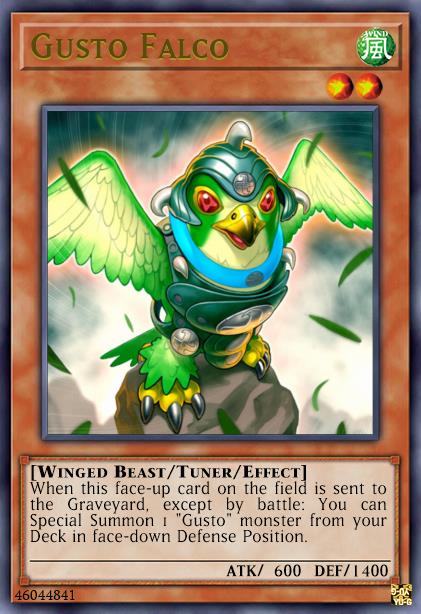 Gusto Falco
WIND
風
[Winged Beast/Tuner/Effect]
When this face-up card on the field is sent to
the Graveyard, except by battle: You can
Special Summon 1 "Gusto" monster from your
Deck in face-down Defense Position.
ATK/ 600 DEF/1400
46044841